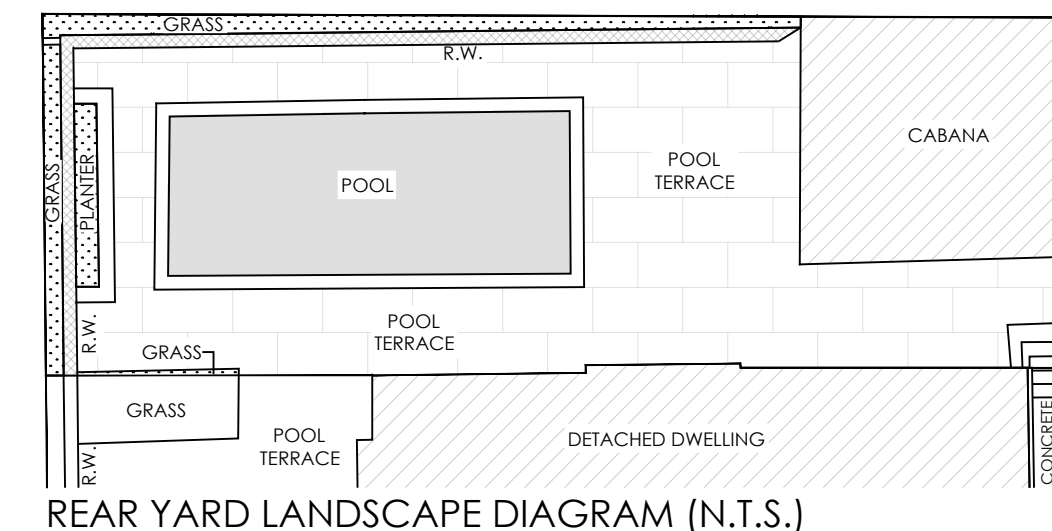 GRASS
R.W.
CABANA
POOL
TERRACE
POOL
GRASS
PLANTER
POOL
TERRACE
R.W.
GRASS
GRASS
POOL
TERRACE
DETACHED DWELLING
CONCRETE
R.W.
REAR YARD LANDSCAPE DIAGRAM (N.T.S.)